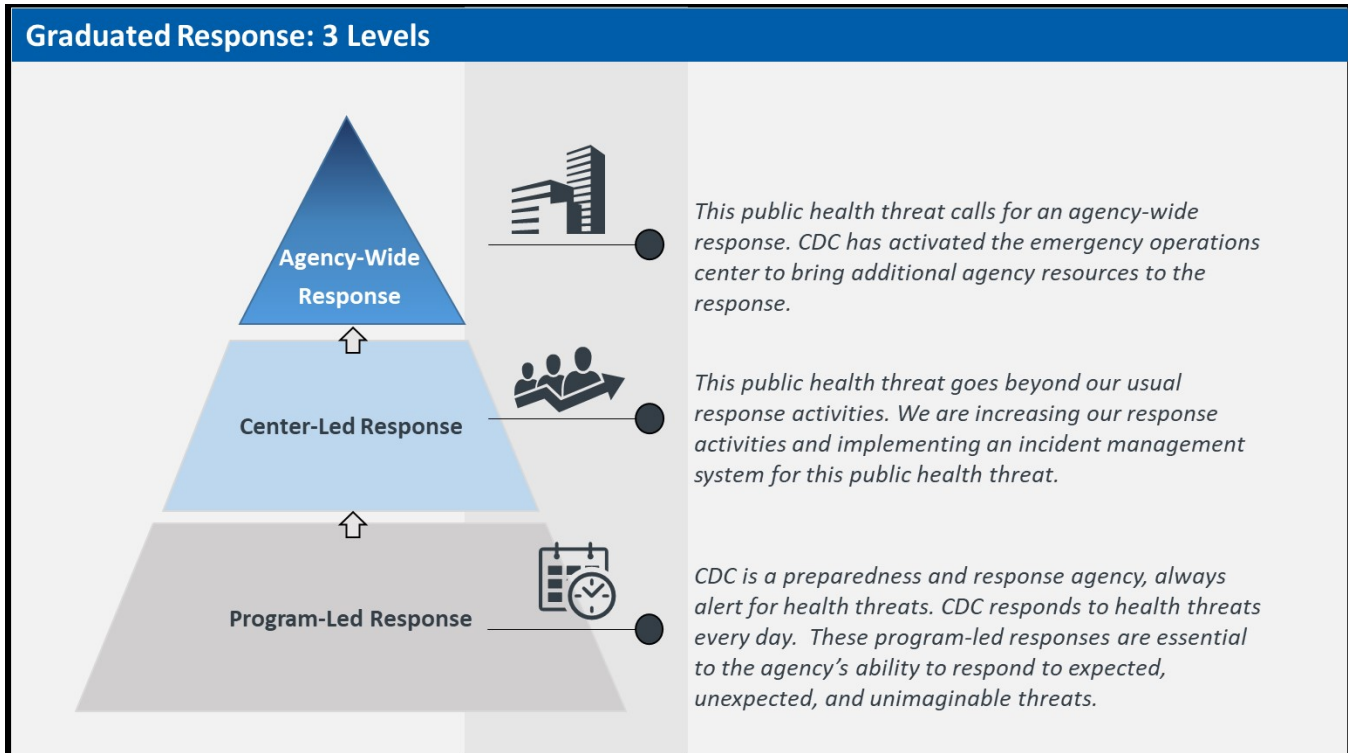 Graduated Response: 3 Levels
Agency-Wide
Response
This public health threat calls for an agency-wide
response. CDC has activated the emergency operations
center to bring additional agency resources to the
response.
Center-Led Response
This public health threat goes beyond our usual
response activities. We are increasing our response
activities and implementing an incident management
system for this public health threat.
Program-Led Response
CDC is a preparedness and response agency, always
alert for health threats. CDC responds to health threats
every day.  These program-led responses are essential
to the agency’s ability to respond to expected,
unexpected, and unimaginable threats.